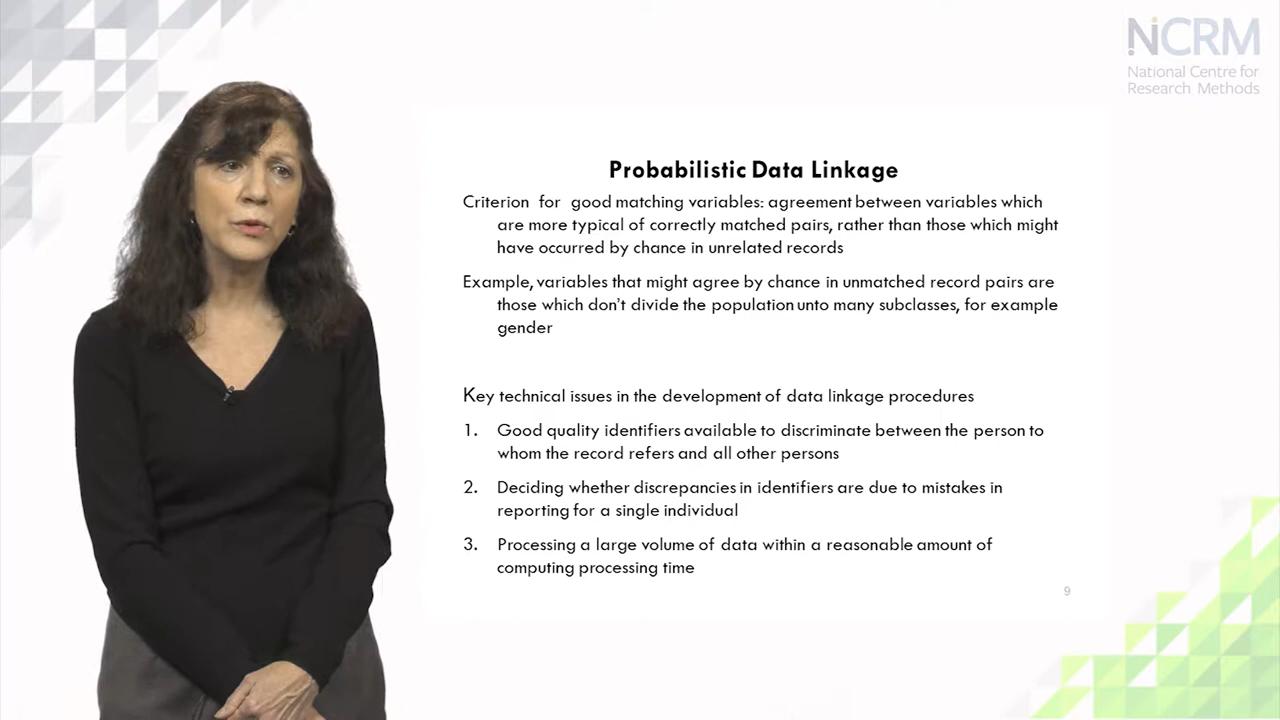 NCRM
National Centre for
Research Methods
Probabilistic Data Linkage
Criterion for good matching variables: agreement between variables which
are more typical of correctly matched pairs, rather than those which might
have occurred by chance in unrelated records
Example, variables that might agree by chance in unmatched record pairs are
those which don't divide the population unto many subclasses, for example
gender
Key technical issues in the development of data linkage procedures
1. Good quality identifiers available to discriminate between the person to
whom the record refers and all other persons
2. Deciding whether discrepancies in identifiers are due to mistakes in
reporting for a single individual
3. Processing a large volume of data within a reasonable amount of
computing processing time
9